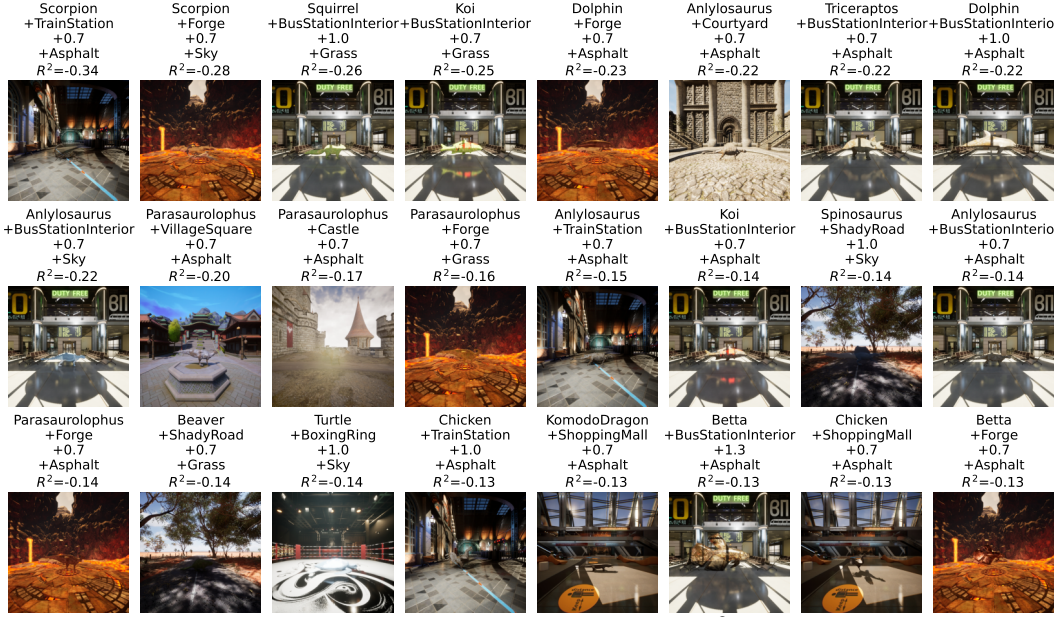 Scorpion
+TrainStation
+0.7
+Asphalt
R²=-0.34
Scorpion
+Forge
+0.7
+Sky
R²=-0.28
Squirrel
+BusStationInterior
+1.0
+Grass
R²=-0.26
Koi
+BusStationInterior
+0.7
+Grass
R²=-0.25
Dolphin
+Forge
+0.7
+Asphalt
R²=-0.23
Anlylosaurus
+Courtyard
+0.7
+Asphalt
R²=-0.22
Triceraptos
+BusStationInterior
+0.7
+Asphalt
R²=-0.22
Dolphin
+BusStationInterio
+1.0
+Asphalt
R²=-0.22
DUTY FREE
DUTY FREE
DUTY FREE
DUTY FREE
Anlylosaurus
+BusStationInterior
+0.7
+Sky
R²=-0.22
Parasaurolophus
+VillageSquare
+0.7
+Asphalt
R²=-0.20
Parasaurolophus
+Castle
+0.7
+Asphalt
R²=-0.17
Parasaurolophus
+Forge
+0.7
+Grass
R²=-0.16
Anlylosaurus
+TrainStation
+0.7
+Asphalt
R²=-0.15
Koi
+BusStationInterior
+0.7
+Asphalt
R²=-0.14
Spinosaurus
+ShadyRoad
+1.0
+Sky
R²=-0.14
Anlylosaurus
+BusStationInterio
+0.7
+Asphalt
R²=-0.14
DUTY FREE
DUTY FREE
DUTY FREE
Parasaurolophus
+Forge
+0.7
+Asphalt
R²=-0.14
Beaver
+ShadyRoad
+0.7
+Grass
R²=-0.14
Turtle
+BoxingRing
+1.0
+Sky
R²=-0.14
Chicken
+TrainStation
+1.0
+Asphalt
R²=-0.13
KomodoDragon
+ShoppingMall
+0.7
+Asphalt
R²=-0.13
Betta
+BusStationInterior
+1.3
+Asphalt
R²=-0.13
Chicken
+ShoppingMall
+0.7
+Asphalt
R²=-0.13
Betta
+Forge
+0.7
+Asphalt
R²=-0.13
DUTY FREE